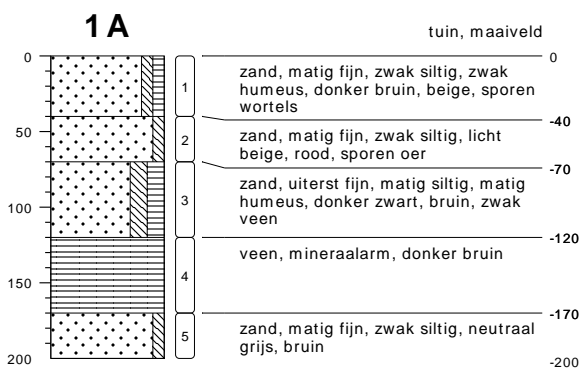 1A
tuin, maaiveld
0
0
1
zand, matig fijn, zwak siltig, zwak
humeus, donker bruin, beige, sporen
wortels
-40
50
2
zand, matig fijn, zwak siltig, licht
beige, rood, sporen oer
-70
100
3
zand, uiterst fijn, matig siltig, matig
humeus, donker zwart, bruin, zwak
veen
-120
150
4
veen, mineraalarm, donker bruin
-170
5
zand, matig fijn, zwak siltig, neutraal
grijs, bruin
200
-200